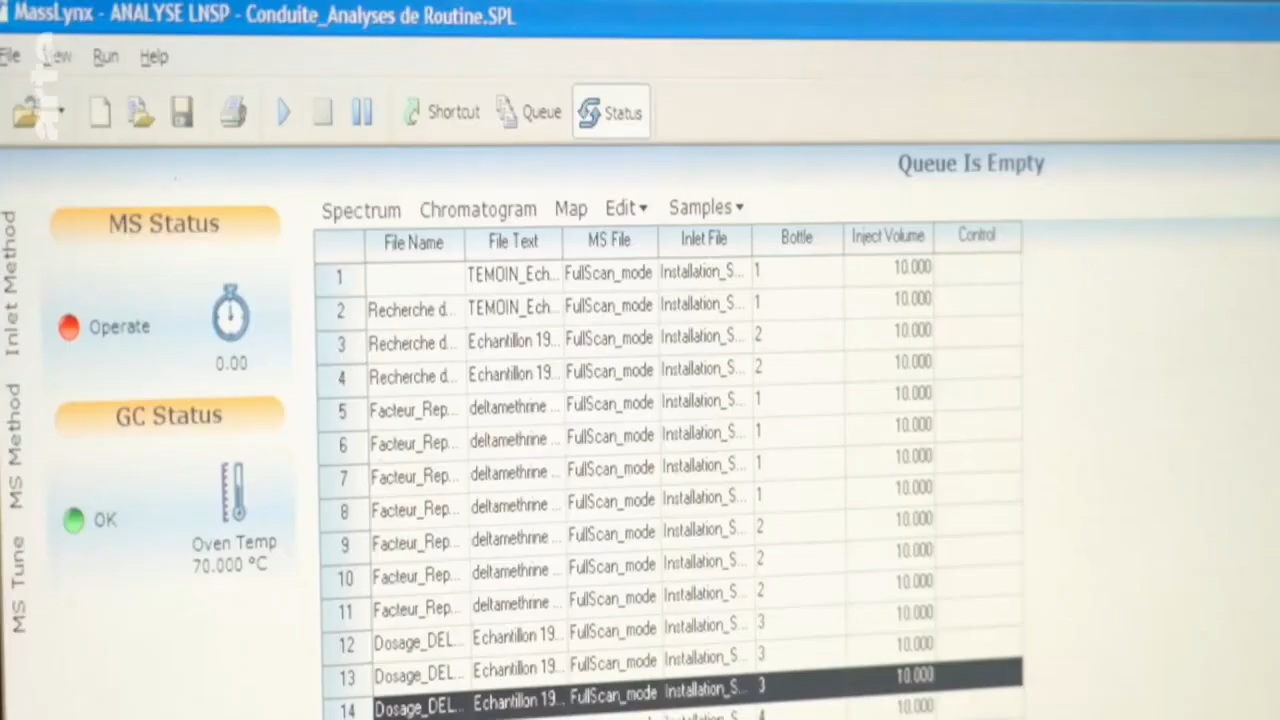 MassLynx - ANALYSE LNSP - Conduite_Analyses de Routine.SPL
File View Run Help
arte
Shortcut Queue Status
Queue Is Empty
Spectrum Chromatogram Map Edit Samples
File Name File Text MS File Inlet File Bottle Inject Volume Control
1 TEMOIN_Ech... FullScan_mode Installation_S... 1 10.000
2 Recherche d... TEMOIN_Ech... FullScan_mode Installation_S... 1 10.000
3 Recherche d... Echantillon 19... FullScan_mode Installation_S... 2 10.000
4 Recherche d... Echantillon 19... FullScan_mode Installation_S... 2 10.000
5 Facteur_Rep... deltamethrine ... FullScan_mode Installation_S... 1 10.000
6 Facteur_Rep... deltamethrine ... FullScan_mode Installation_S... 1 10.000
7 Facteur_Rep... deltamethrine ... FullScan_mode Installation_S... 1 10.000
8 Facteur_Rep... deltamethrine ... FullScan_mode Installation_S... 1 10.000
9 Facteur_Rep... deltamethrine ... FullScan_mode Installation_S... 2 10.000
10 Facteur_Rep... deltamethrine ... FullScan_mode Installation_S... 2 10.000
11 Facteur_Rep... deltamethrine ... FullScan_mode Installation_S... 2 10.000
12 Dosage_DEL... Echantillon 19... FullScan_mode Installation_S... 3 10.000
13 Dosage_DEL... Echantillon 19... FullScan_mode Installation_S... 3 10.000
14 Dosage_DEL... Echantillon 19... FullScan_mode Installation_S... 3 10.000
10.000
MS Status
Operate
0.00
GC Status
OK
Oven Temp
70.000 °C
Inlet Method
MS Method
MS Tune